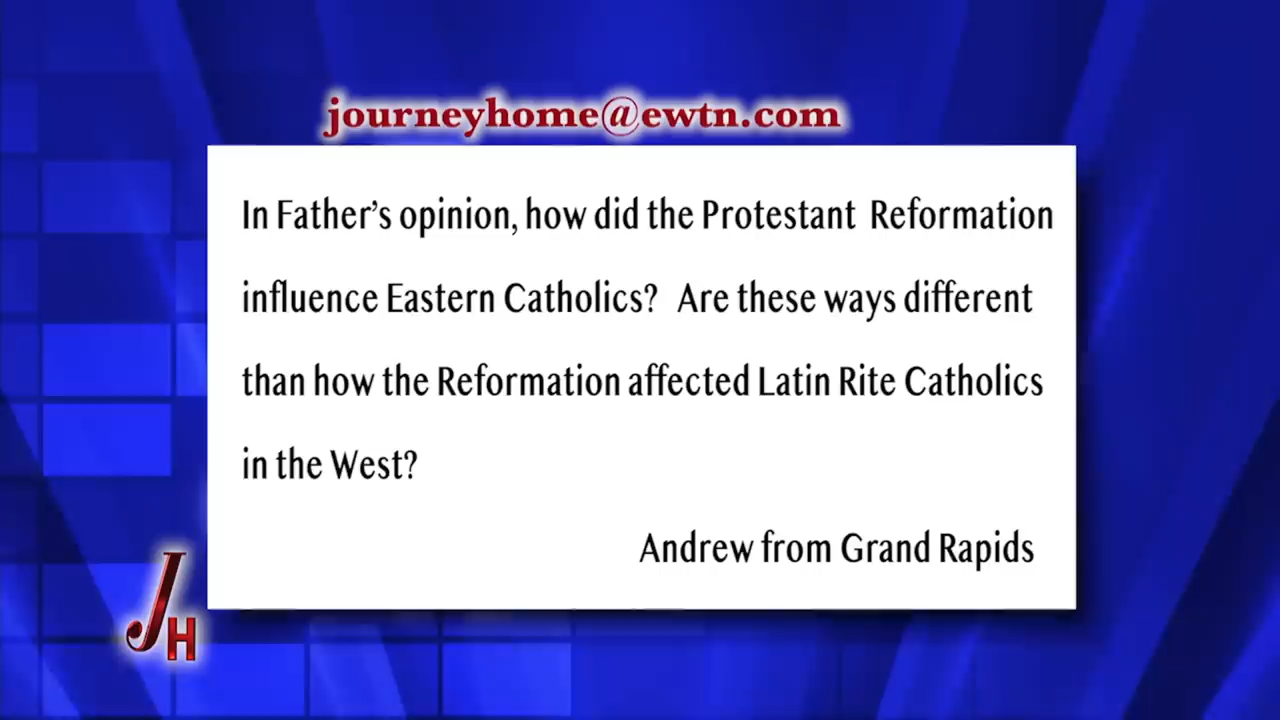 journeyhome@ewtn.com
In Father's opinion, how did the Protestant Reformation
influence Eastern Catholics? Are these ways different
than how the Reformation affected Latin Rite Catholics
in the West?
Andrew from Grand Rapids
JH